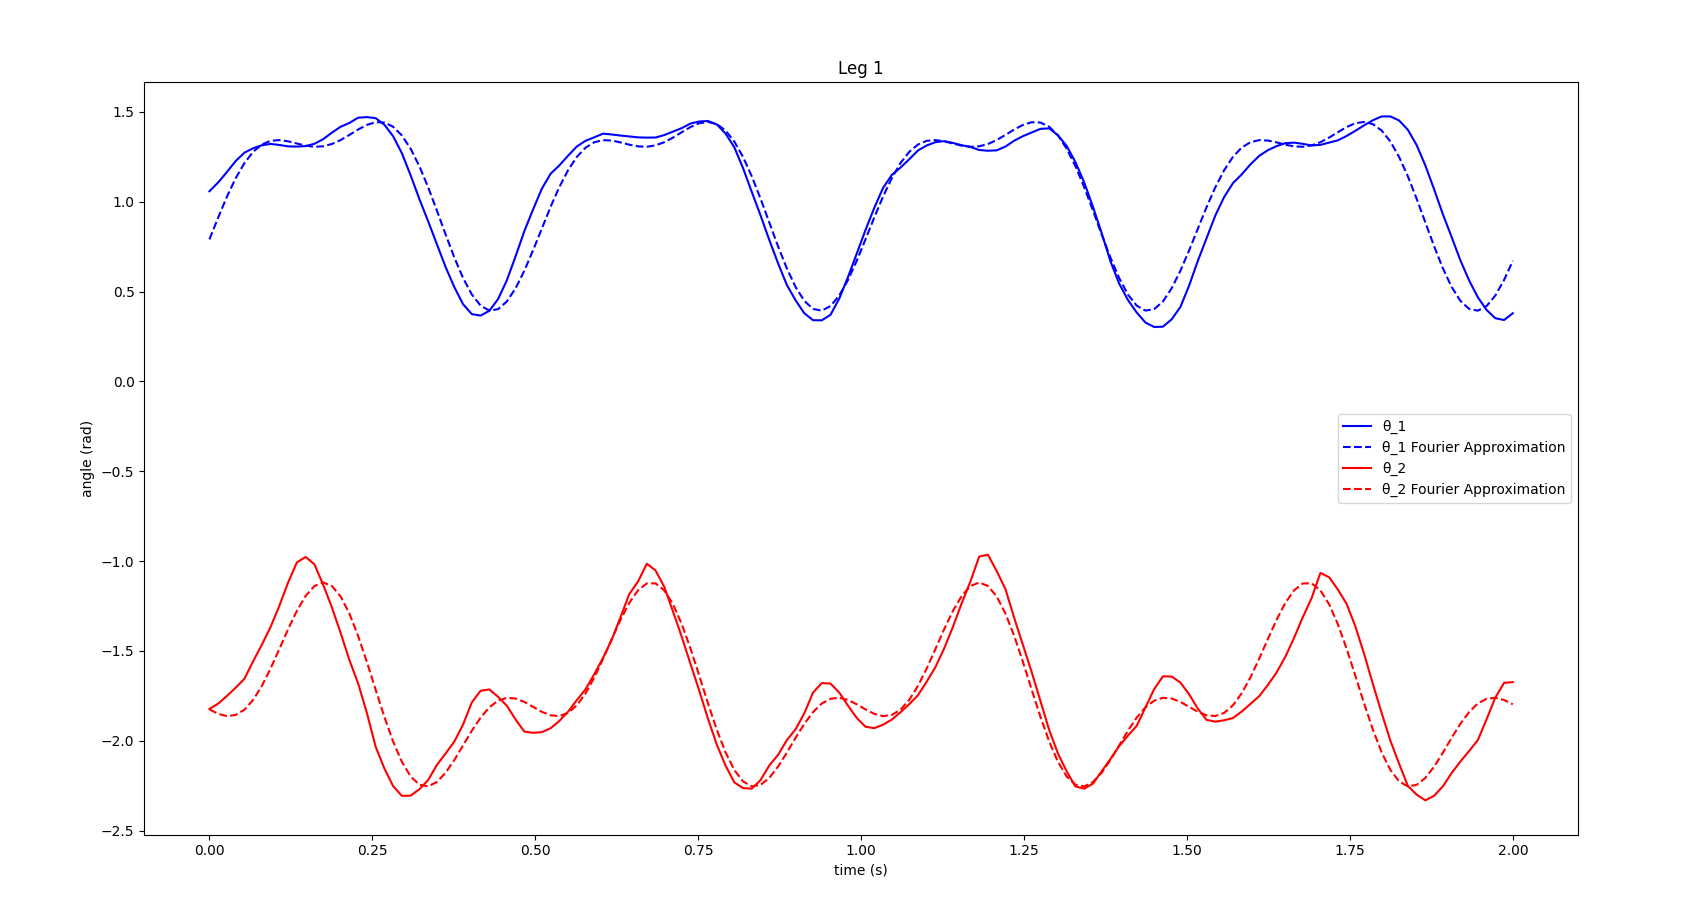 Leg 1
1.5
1.0
0.5
0.0
−0.5
−1.0
−1.5
−2.0
−2.5
angle (rad)
θ_1
θ_1 Fourier Approximation
θ_2
θ_2 Fourier Approximation
0.00 0.25 0.50 0.75 1.00 1.25 1.50 1.75 2.00
time (s)